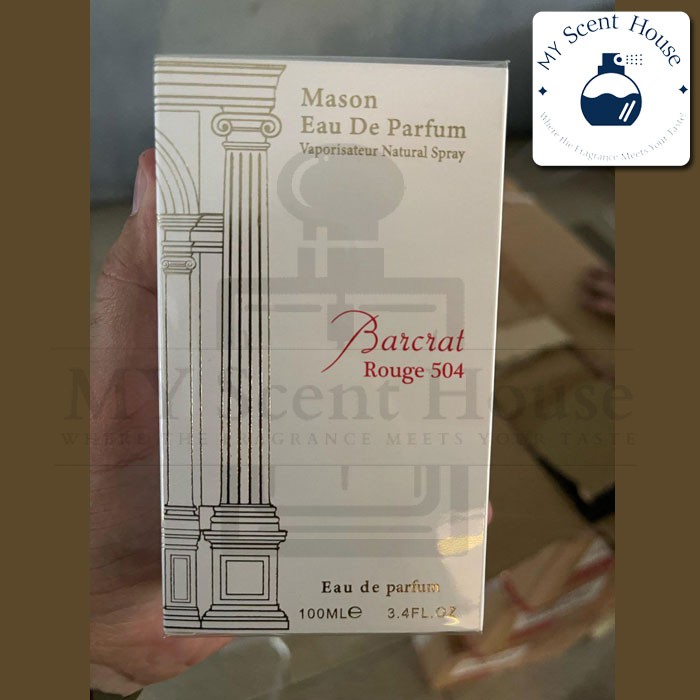 MY Scent House
Where the Fragrance Meets Your Taste!
Mason
Eau De Parfum
Vaporisateur Natural Spray
Barcrat
Rouge 504
MY Scent House
WHERE THE FRAGRANCE MEETS YOUR TASTE
Eau de parfum
100MLe 3.4FL.OZ